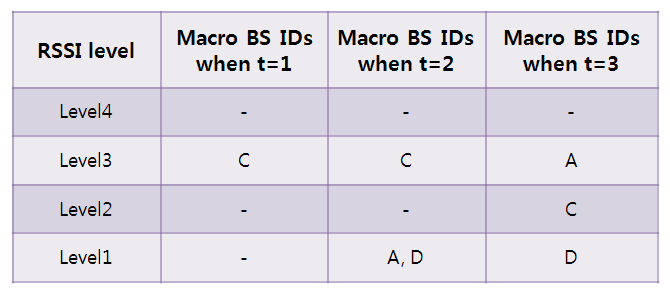 RSSI level Macro BS IDs when t=1 Macro BS IDs when t=2 Macro BS IDs when t=3
Level4 - - -
Level3 C C A
Level2 - - C
Level1 - A, D D